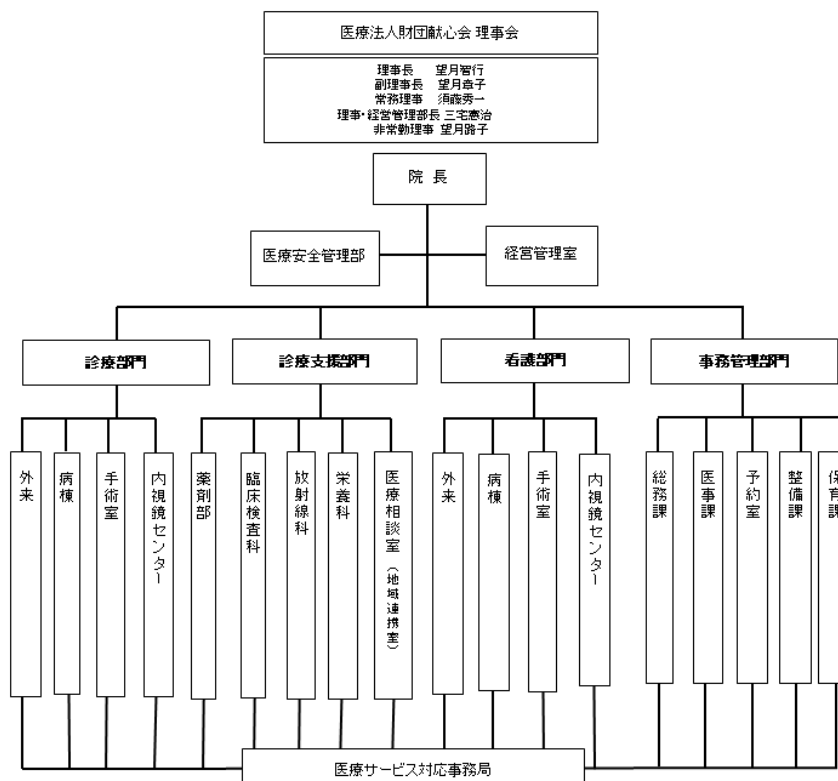 医療法人財団献心会 理事会
理事長 望月智行
副理事長 望月章子
常務理事 須藤秀一
理事・経営管理部長 三宅憲治
非常勤理事 望月路子
院 長
医療安全管理部
経営管理室
診療部門
診療支援部門
看護部門
事務管理部門
外来
病棟
手術室
内視鏡センター
薬剤部
臨床検査科
放射線科
栄養科
医療相談室（地域連携室）
外来
病棟
手術室
内視鏡センター
総務課
医事課
予約室
整備課
保育課
医療サービス対応事務局